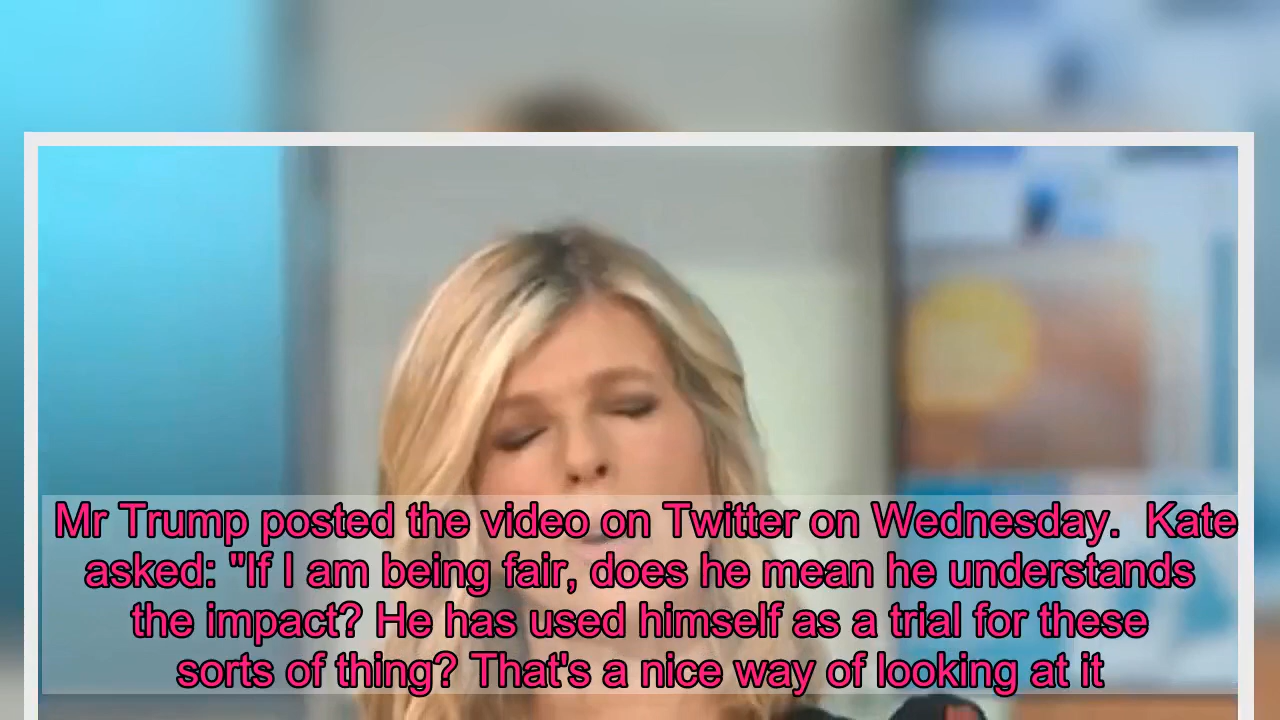 Mr Trump posted the video on Twitter on Wednesday.  Kate
asked: "If I am being fair, does he mean he understands
the impact? He has used himself as a trial for these
sorts of thing? That's a nice way of looking at it